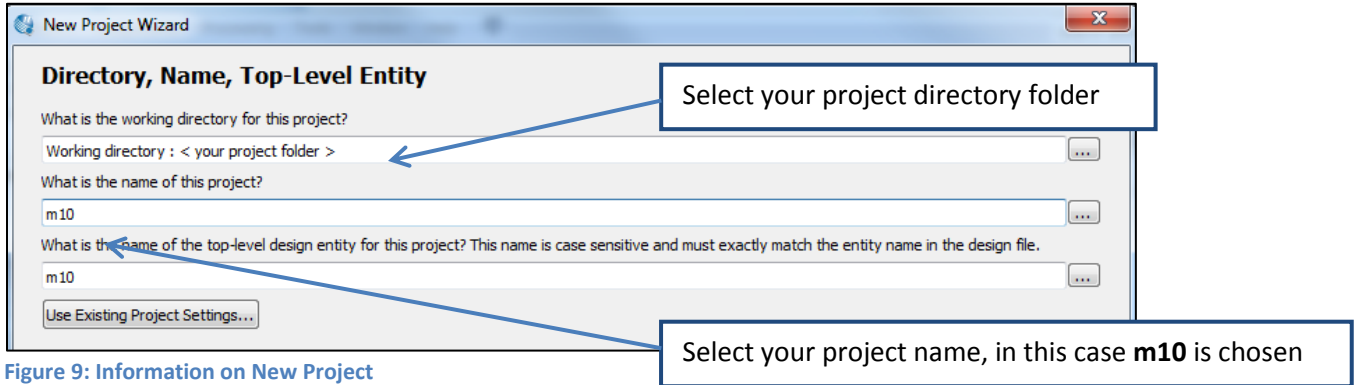 New Project Wizard
Directory, Name, Top-Level Entity
Select your project directory folder
What is the working directory for this project?
Working directory : < your project folder >
...
What is the name of this project?
m10
...
What is the name of the top-level design entity for this project? This name is case sensitive and must exactly match the entity name in the design file.
m10
...
Use Existing Project Settings...
Select your project name, in this case m10 is chosen
Figure 9: Information on New Project